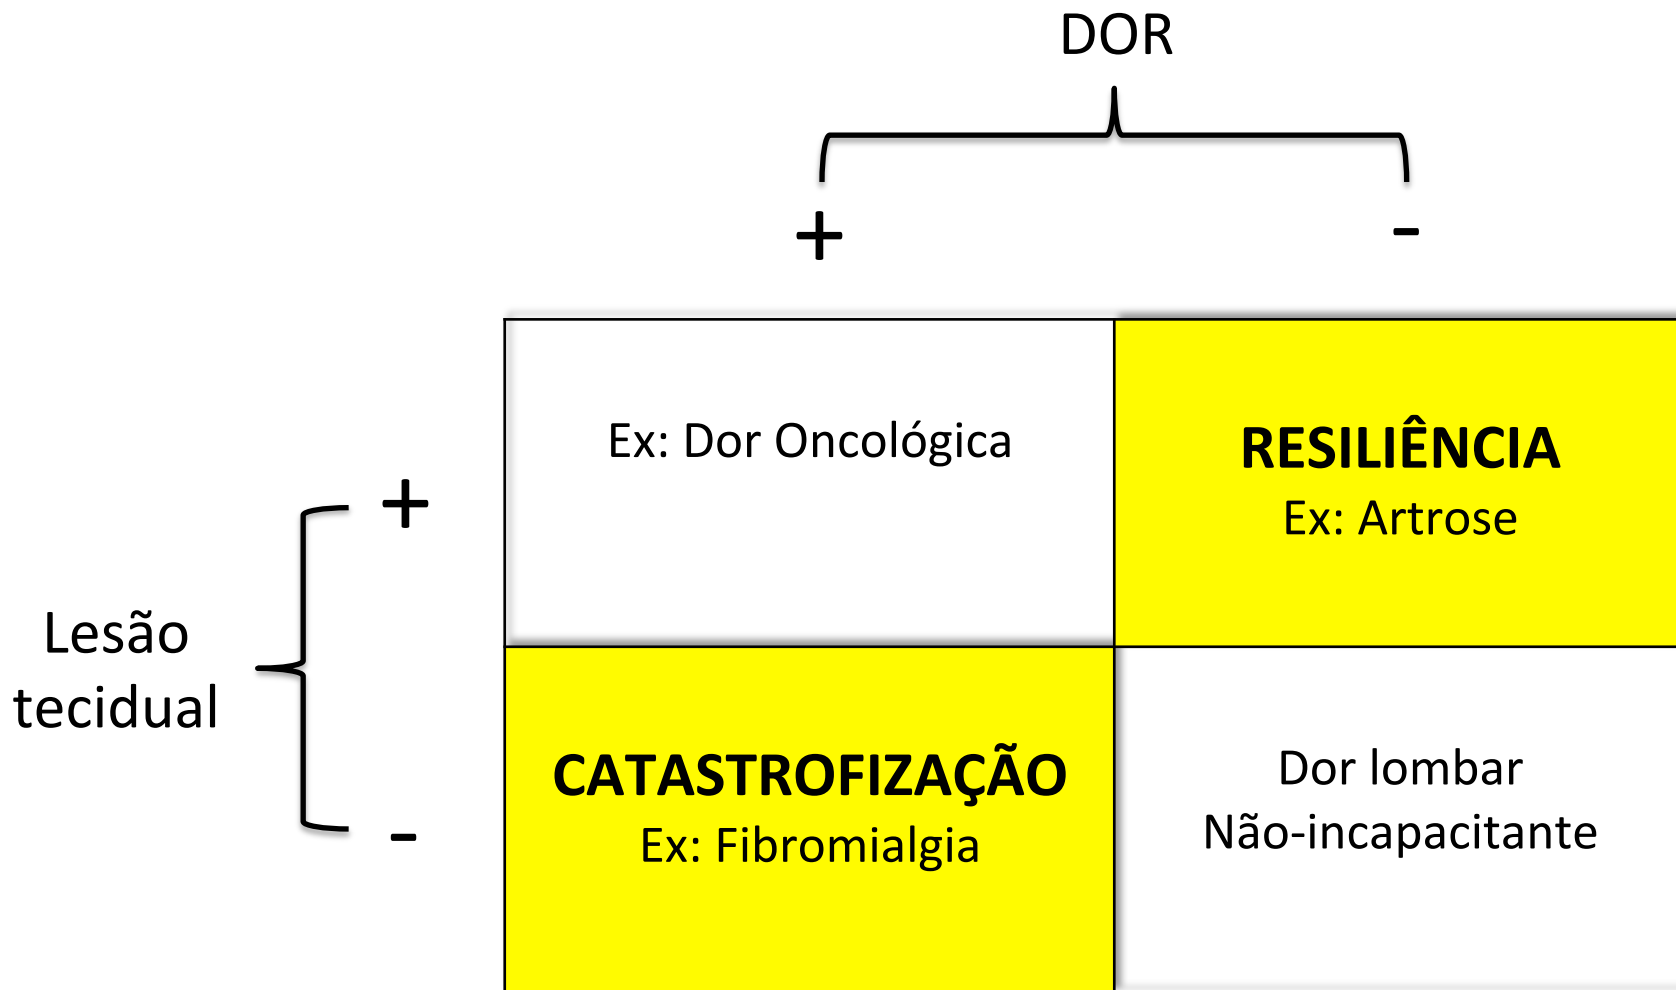 DOR
+ -
Ex: Dor Oncológica
RESILIÊNCIA
Ex: Artrose
+
Lesão
tecidual
-
CATASTROFIZAÇÃO
Ex: Fibromialgia
Dor lombar
Não-incapacitante